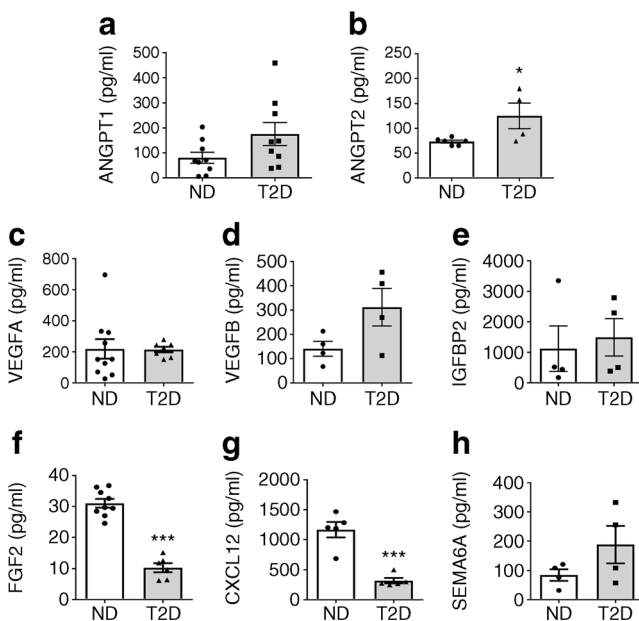 a
ANGPT1 (pg/ml)
500
400
300
200
100
0
ND T2D
b
ANGPT2 (pg/ml)
250
200
150
100
50
0
*
ND T2D
c
VEGFA (pg/ml)
800
600
400
200
0
ND T2D
d
VEGFB (pg/ml)
500
400
300
200
100
0
ND T2D
e
IGFBP2 (pg/ml)
4000
3000
2000
1000
0
ND T2D
f
FGF2 (pg/ml)
40
30
20
10
0
***
ND T2D
g
CXCL12 (pg/ml)
2000
1500
1000
500
0
***
ND T2D
h
SEMA6A (pg/ml)
400
300
200
100
0
ND T2D